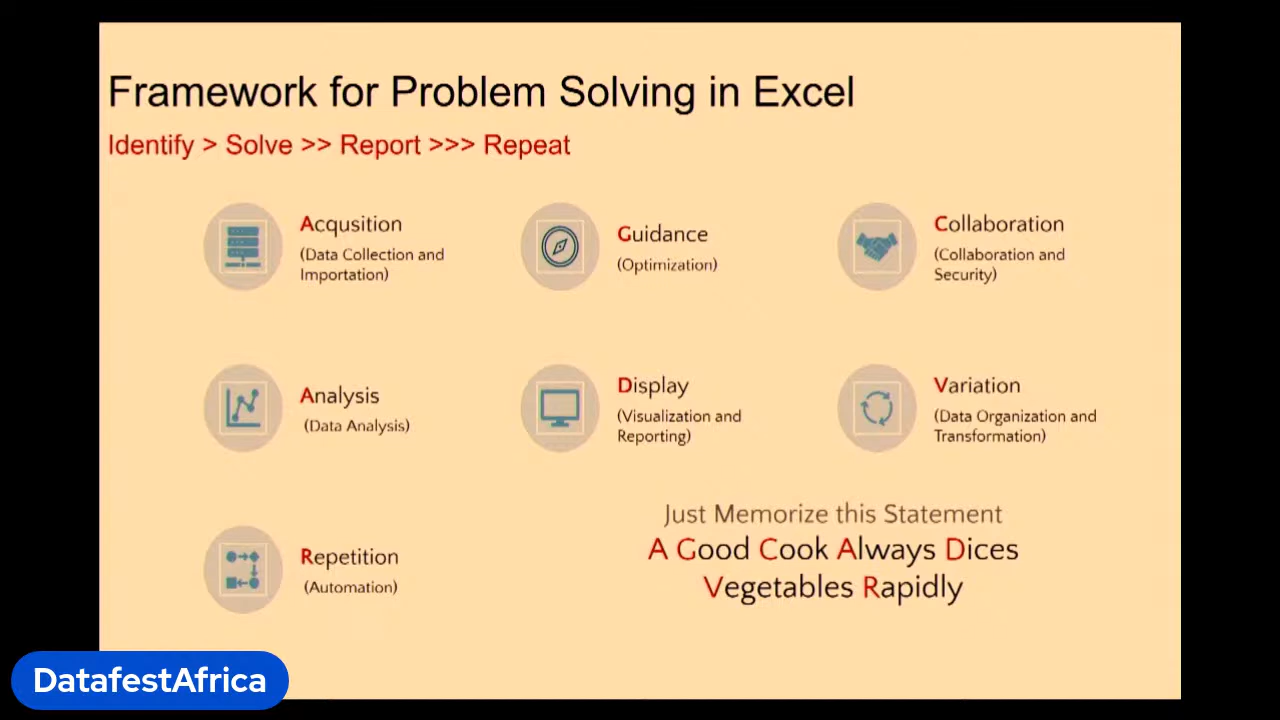 Framework for Problem Solving in Excel
Identify > Solve >> Report >>> Repeat
Acqusition
(Data Collection and
Importation)
Guidance
(Optimization)
Collaboration
(Collaboration and
Security)
Analysis
(Data Analysis)
Display
(Visualization and
Reporting)
Variation
(Data Organization and
Transformation)
Repetition
(Automation)
Just Memorize this Statement
A Good Cook Always Dices
Vegetables Rapidly
DatafestAfrica